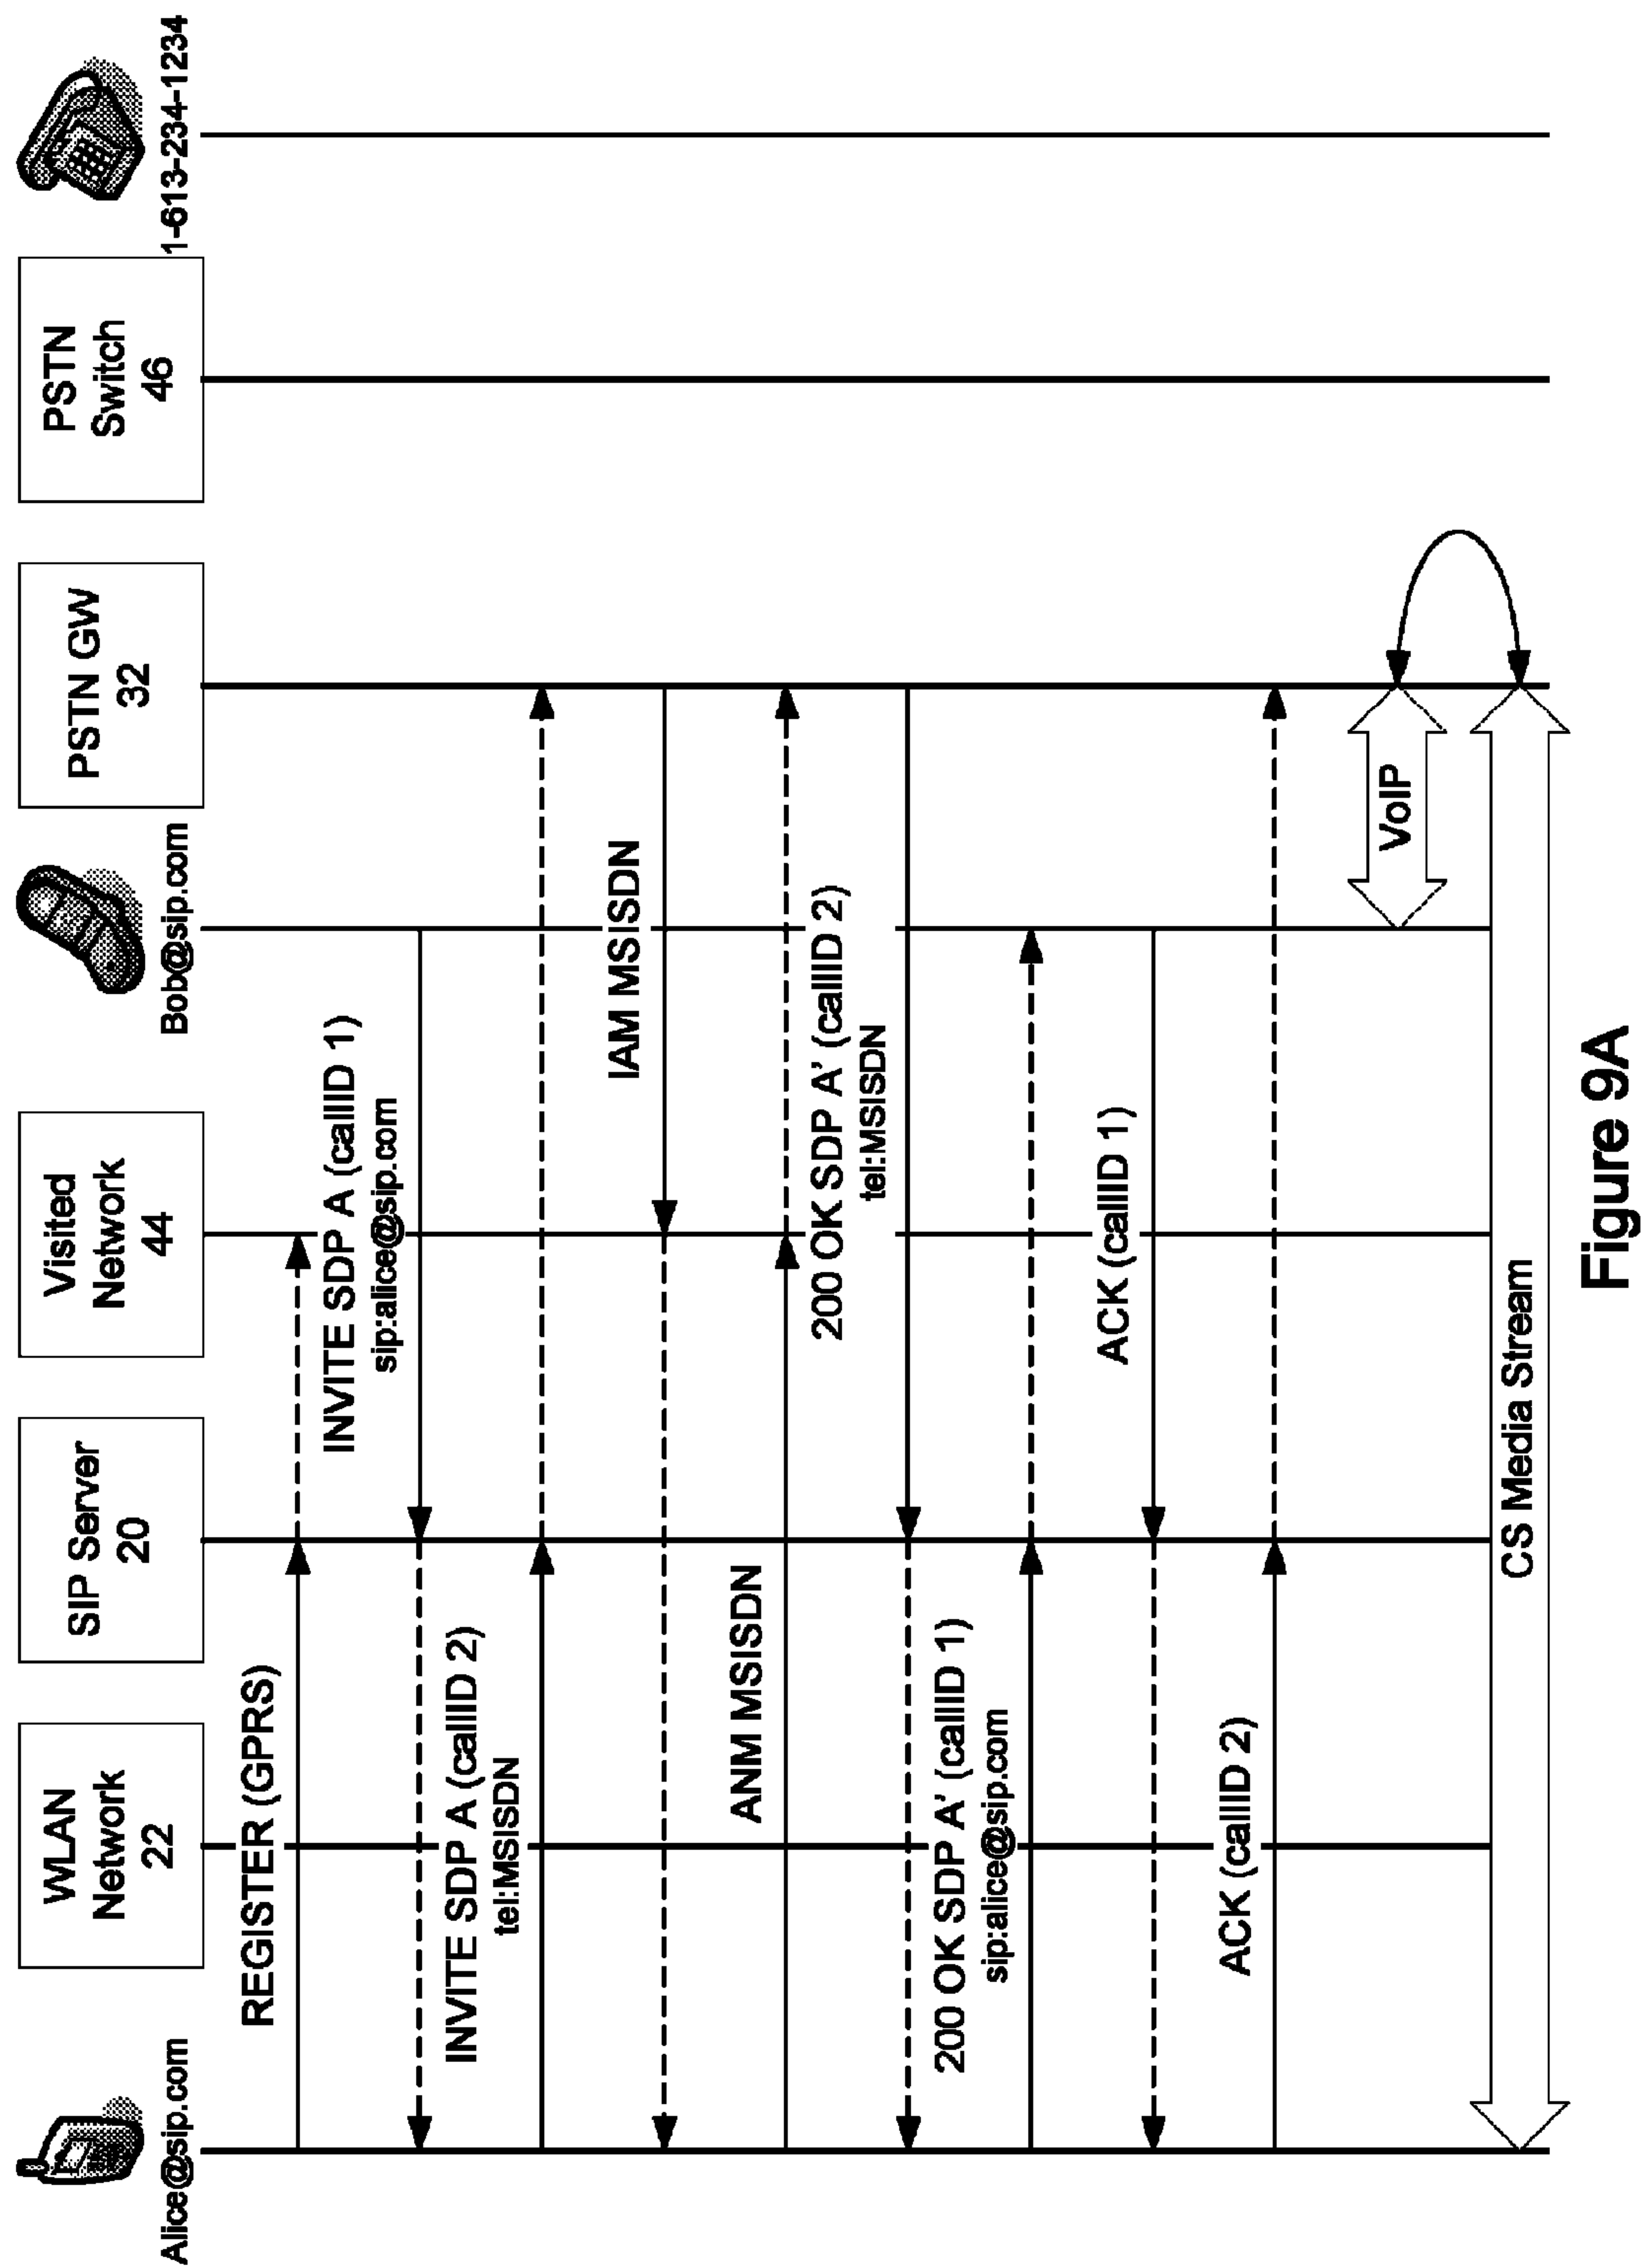 Alice@sip.com
WLAN
Network
22
SIP Server
20
Visited
Network
44
Bob@sip.com
PSTN GW
32
PSTN
Switch
46
1-613-234-1234
REGISTER (GPRS)
INVITE SDP A (callID 1)
sip:alice@sip.com
INVITE SDP A (callID 2)
tel:MSISDN
IAM MSISDN
ANM MSISDN
200 OK SDP A' (callID 2)
tel:MSISDN
200 OK SDP A' (callID 1)
sip:alice@sip.com
ACK (callID 1)
ACK (callID 2)
VoIP
CS Media Stream
Figure 9A